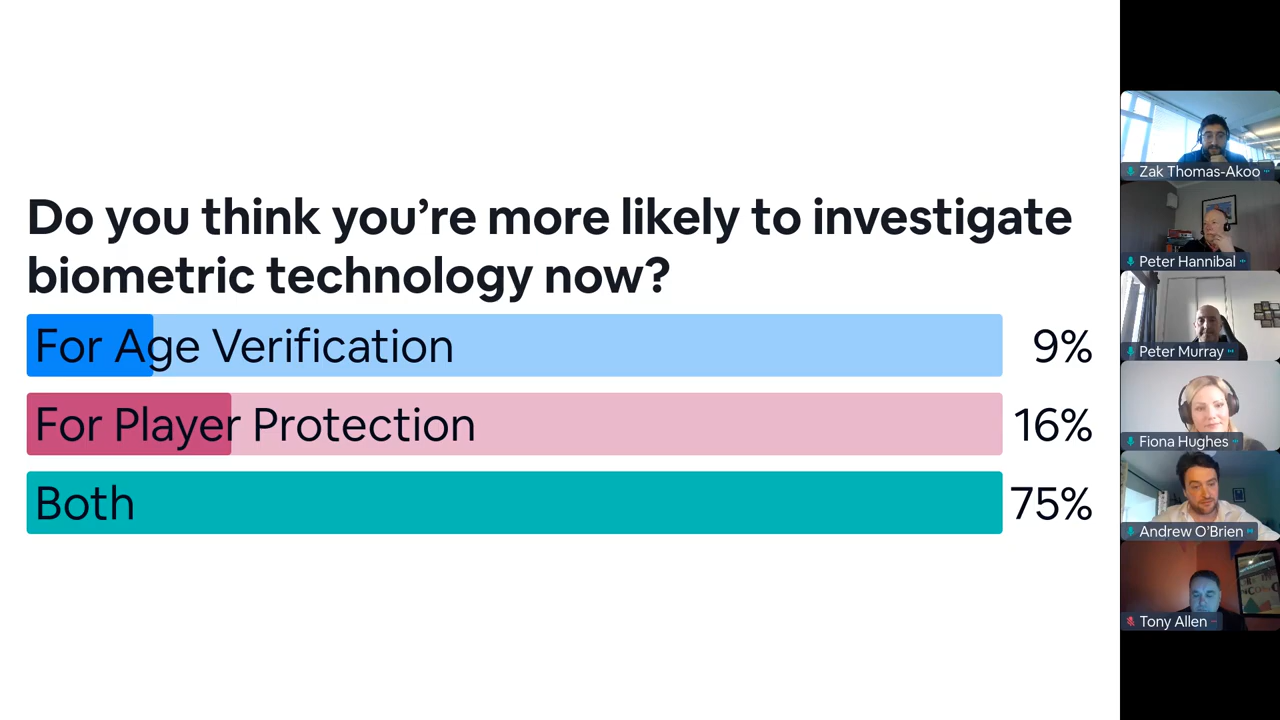 Do you think you're more likely to investigate
biometric technology now?
For Age Verification 9%
For Player Protection 16%
Both 75%
Zak Thomas-Akoo
Peter Hannibal
Peter Murray
Fiona Hughes
Andrew O'Brien
Tony Allen